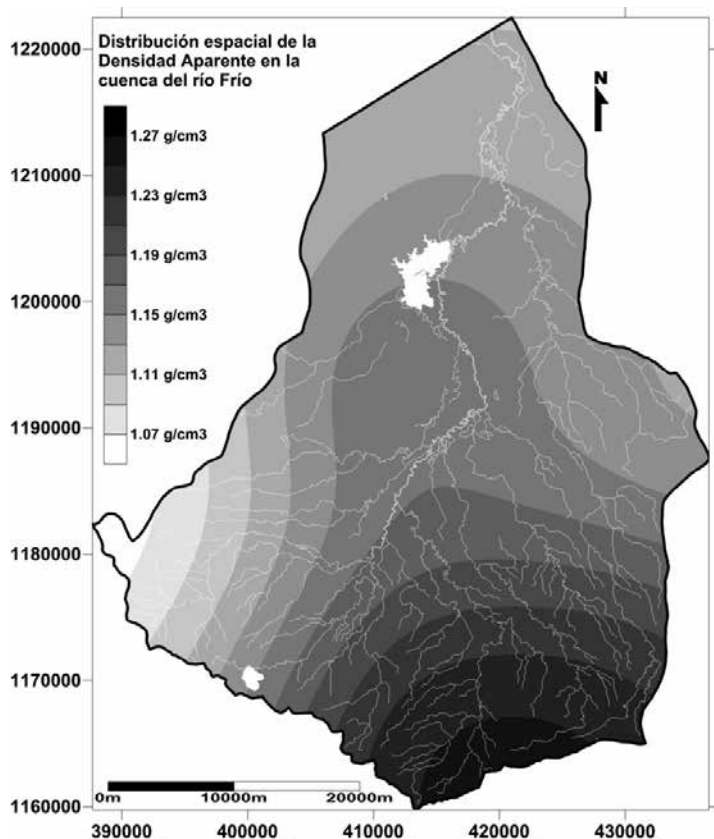 Distribución espacial de la
Densidad Aparente en la
cuenca del río Frío
1.27 g/cm3
1.23 g/cm3
1.19 g/cm3
1.15 g/cm3
1.11 g/cm3
1.07 g/cm3
N
1220000
1210000
1200000
1190000
1180000
1170000
1160000
0m 10000m 20000m
390000 400000 410000 420000 430000